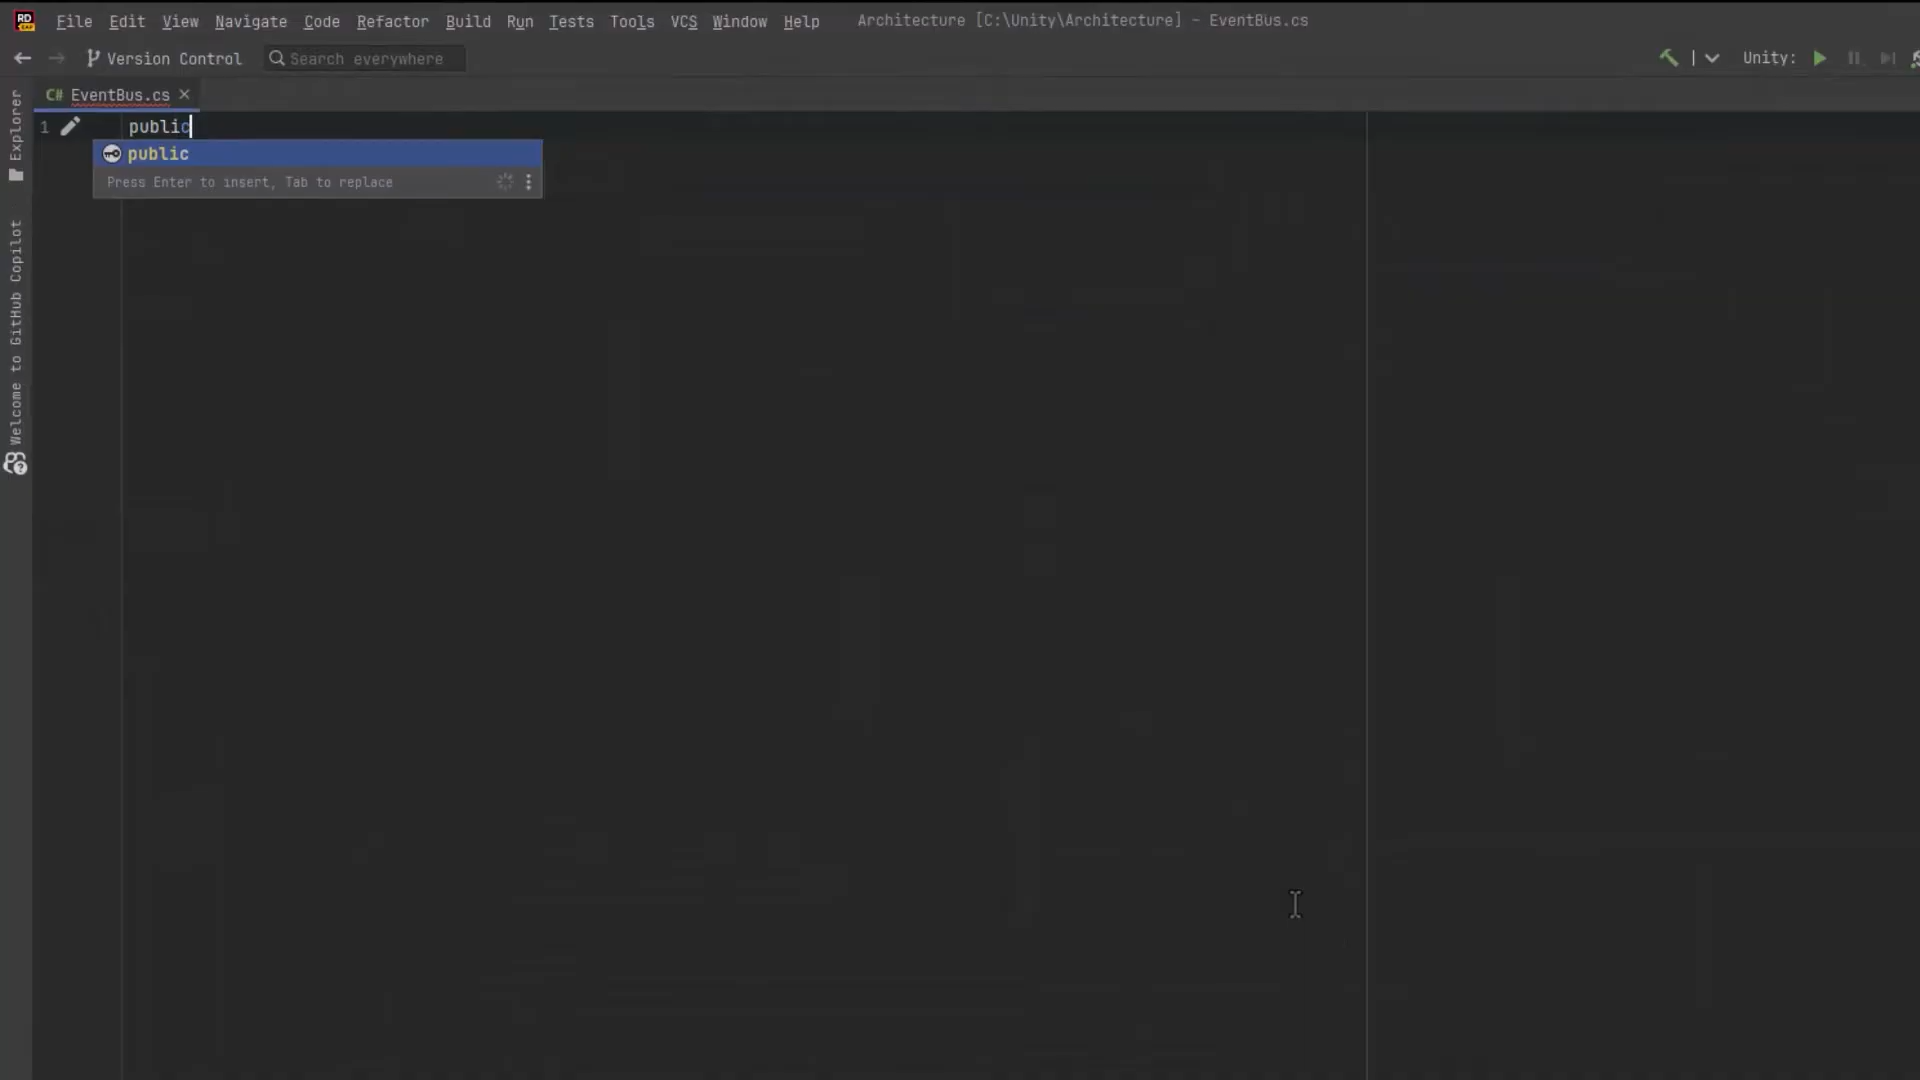 RD
EAP
File Edit View Navigate Code Refactor Build Run Tests Tools VCS Window Help Architecture [C:\Unity\Architecture] - EventBus.cs
Version Control Search everywhere Unity:
C# EventBus.cs
1 public
public
Press Enter to insert, Tab to replace
Explorer
Welcome to GitHub Copilot